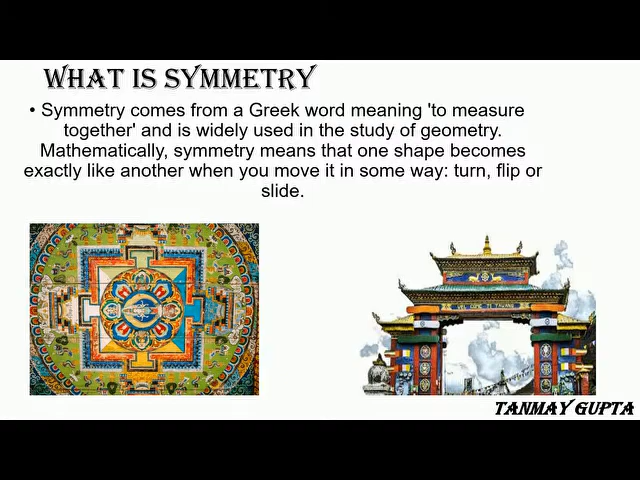 WHAT IS SYMMETRY
• Symmetry comes from a Greek word meaning 'to measure
together' and is widely used in the study of geometry.
Mathematically, symmetry means that one shape becomes
exactly like another when you move it in some way: turn, flip or
slide.
TANMAY GUPTA